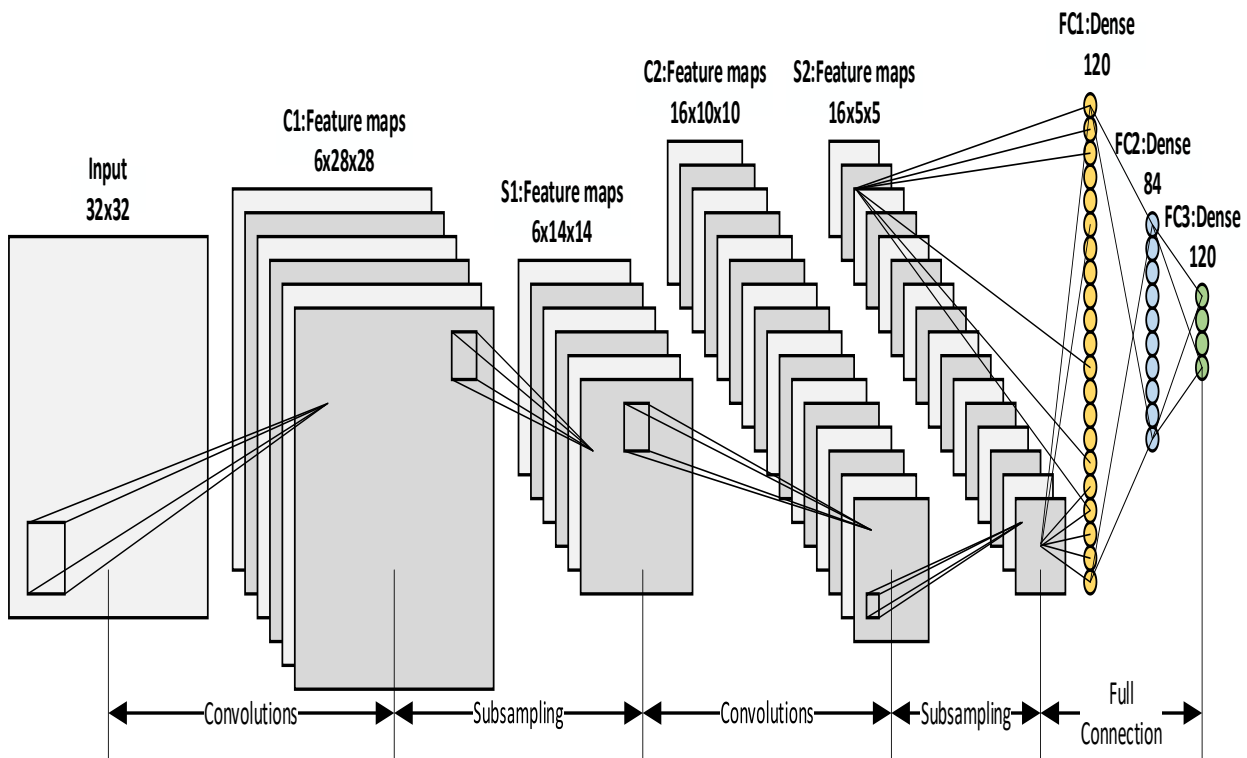 Input
32x32
C1:Feature maps
6x28x28
S1:Feature maps
6x14x14
C2:Feature maps
16x10x10
S2:Feature maps
16x5x5
FC1:Dense
120
FC2:Dense
84
FC3:Dense
120
Convolutions
Subsampling
Convolutions
Subsampling
Full
Connection